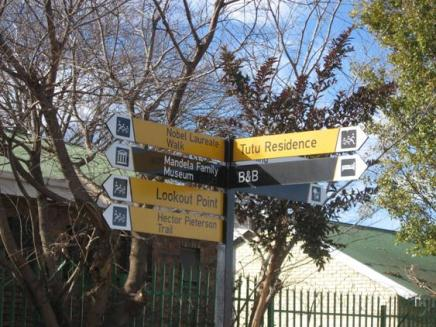 Nobel Laureate
Walk
Mandela Family
Museum
Lookout Point
Hector Pieterson
Trail
Tutu Residence
B&B